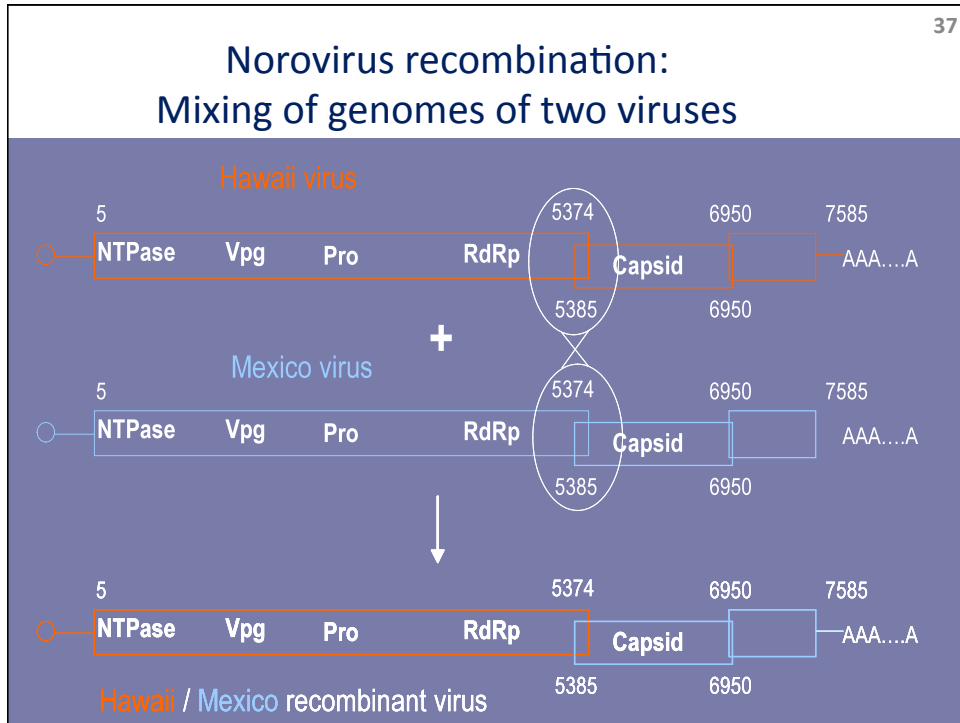 37
Norovirus recombination:
Mixing of genomes of two viruses
Hawaii virus
5 5374 6950 7585
NTPase Vpg Pro RdRp Capsid AAA....A
5385 6950
+
Mexico virus
5 5374 6950 7585
NTPase Vpg Pro RdRp Capsid AAA....A
5385 6950
5 5374 6950 7585
NTPase Vpg Pro RdRp Capsid AAA....A
5385 6950
Hawaii / Mexico recombinant virus